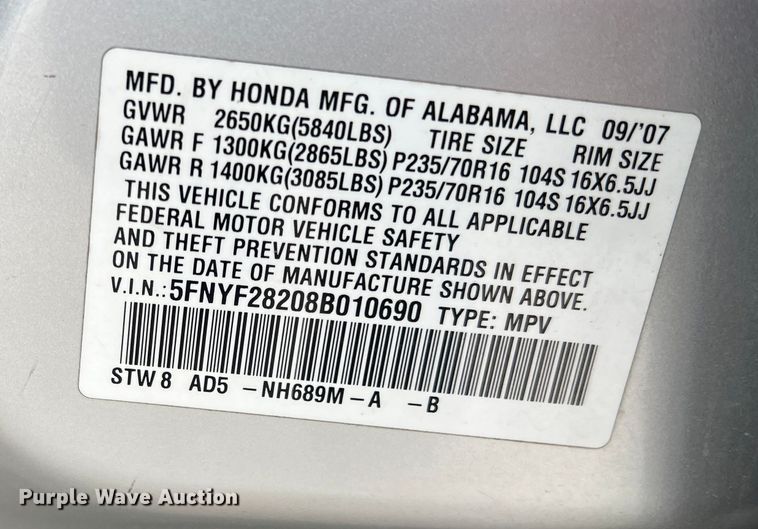 MFD. BY HONDA MFG. OF ALABAMA, LLC 09/'07
GVWR 2650KG(5840LBS) TIRE SIZE RIM SIZE
GAWR F 1300KG(2865LBS) P235/70R16 104S 16X6.5JJ
GAWR R 1400KG(3085LBS) P235/70R16 104S 16X6.5JJ
THIS VEHICLE CONFORMS TO ALL APPLICABLE
FEDERAL MOTOR VEHICLE SAFETY
AND THEFT PREVENTION STANDARDS IN EFFECT
ON THE DATE OF MANUFACTURE SHOWN ABOVE.
V.I.N.: 5FNYF28208B010690 TYPE: MPV
STW 8 AD5 -NH689M-A -B
Purple Wave Auction